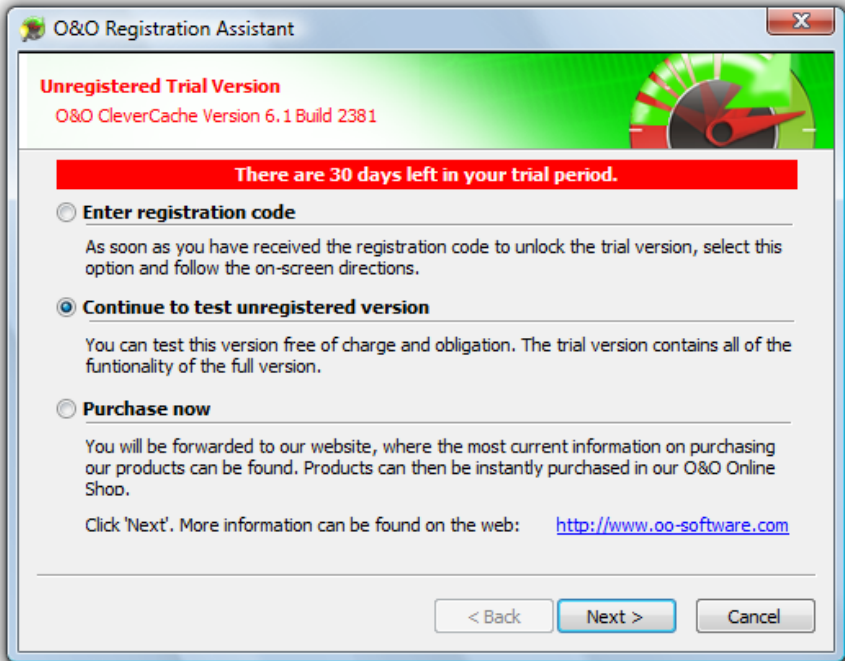 O&O Registration Assistant
Unregistered Trial Version
O&O CleverCache Version 6.1 Build 2381
There are 30 days left in your trial period.
Enter registration code
As soon as you have received the registration code to unlock the trial version, select this
option and follow the on-screen directions.
Continue to test unregistered version
You can test this version free of charge and obligation. The trial version contains all of the
funtionality of the full version.
Purchase now
You will be forwarded to our website, where the most current information on purchasing
our products can be found. Products can then be instantly purchased in our O&O Online
Shop.
Click 'Next'. More information can be found on the web: http://www.oo-software.com
< Back Next > Cancel